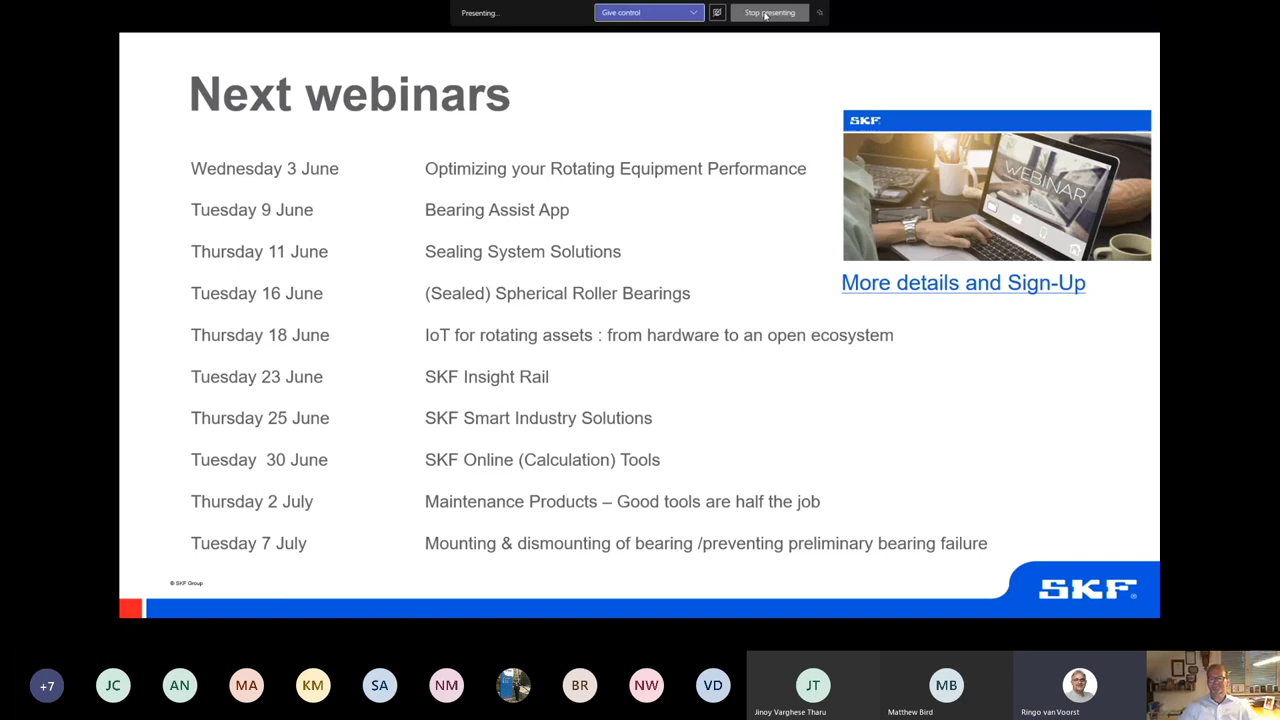 Presenting...
Give control
Stop presenting
Next webinars
SKF
WEBINAR
More details and Sign-Up
Wednesday 3 June Optimizing your Rotating Equipment Performance
Tuesday 9 June Bearing Assist App
Thursday 11 June Sealing System Solutions
Tuesday 16 June (Sealed) Spherical Roller Bearings
Thursday 18 June IoT for rotating assets : from hardware to an open ecosystem
Tuesday 23 June SKF Insight Rail
Thursday 25 June SKF Smart Industry Solutions
Tuesday  30 June SKF Online (Calculation) Tools
Thursday 2 July Maintenance Products – Good tools are half the job
Tuesday 7 July Mounting & dismounting of bearing /preventing preliminary bearing failure
© SKF Group
SKF®
+7 JC AN MA KM SA NM BR NW VD JT MB
Jinoy Varghese Tharu Matthew Bird Ringo van Voorst